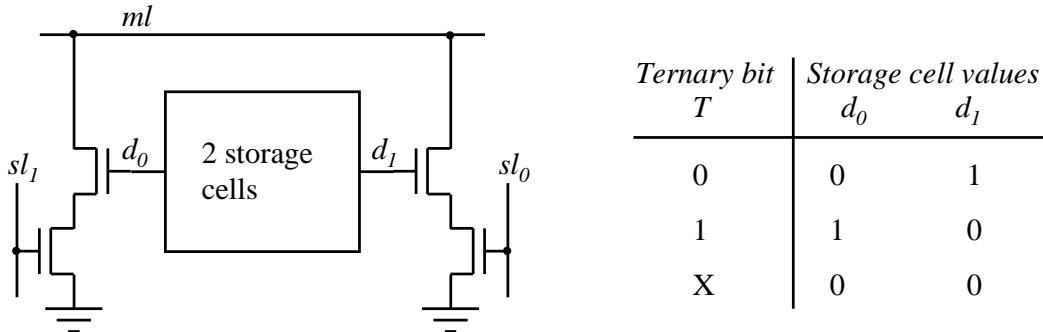 ml
d0
2 storage
cells
d1
sl1
sl0
Ternary bit
T
Storage cell values
d0 d1
0 0 1
1 1 0
X 0 0